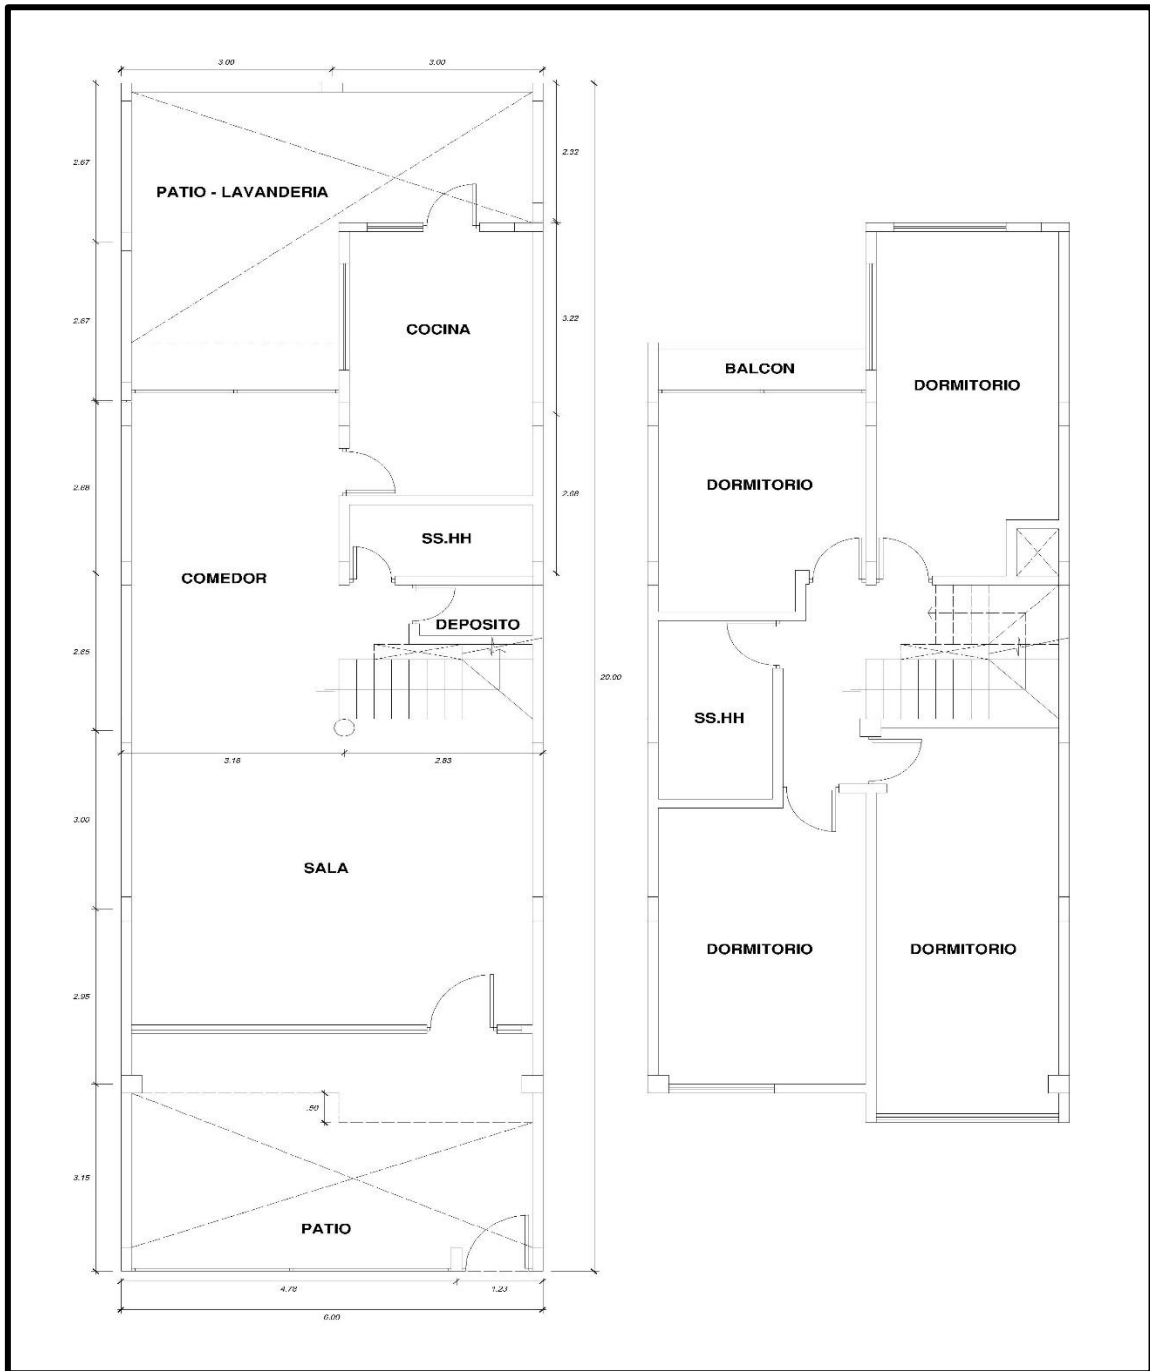 3.00
3.00
2.67
2.32
PATIO - LAVANDERIA
2.67
3.22
COCINA
BALCON
DORMITORIO
2.68
2.68
DORMITORIO
SS.HH
COMEDOR
DEPOSITO
2.65
20.00
SS.HH
3.18
2.83
3.00
SALA
DORMITORIO
DORMITORIO
2.95
.50
3.15
PATIO
4.78
1.23
6.00